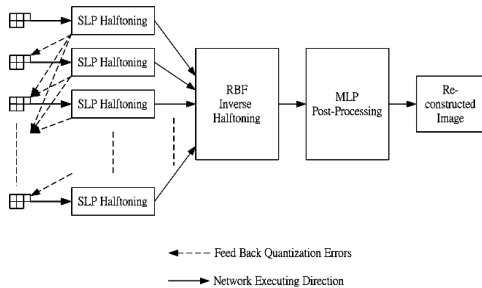 SLP Halftoning
SLP Halftoning
SLP Halftoning
SLP Halftoning
RBF
Inverse
Halftoning
MLP
Post-Processing
Re-
constructed
Image
Feed Back Quantization Errors
Network Executing Direction